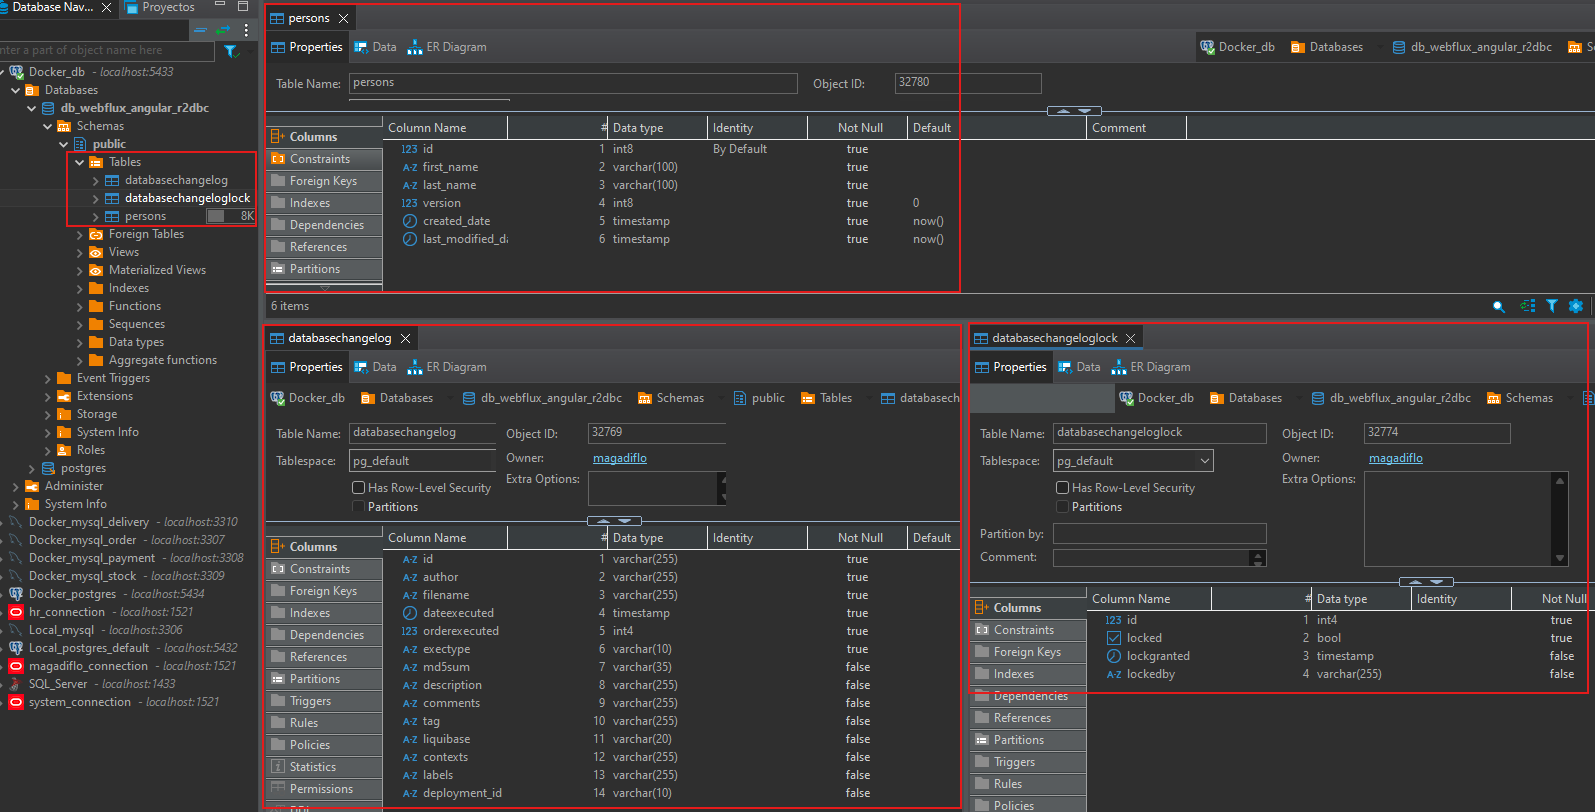 Database Nav...
Proyectos
enter a part of object name here
Docker_db - localhost:5433
Databases
db_webflux_angular_r2dbc
Schemas
public
Tables
databasechangelog
databasechangeloglock
persons 8K
Foreign Tables
Views
Materialized Views
Indexes
Functions
Sequences
Data types
Aggregate functions
Event Triggers
Extensions
Storage
System Info
Roles
postgres
Administer
System Info
Docker_mysql_delivery - localhost:3310
Docker_mysql_order - localhost:3307
Docker_mysql_payment - localhost:3308
Docker_mysql_stock - localhost:3309
Docker_postgres - localhost:5434
hr_connection - localhost:1521
Local_mysql - localhost:3306
Local_postgres_default - localhost:5432
magadiflo_connection - localhost:1521
SQL_Server - localhost:1433
system_connection - localhost:1521
persons
Properties Data ER Diagram
Docker_db Databases db_webflux_angular_r2dbc S
Table Name: persons Object ID: 32780
Columns
Constraints
Foreign Keys
Indexes
Dependencies
References
Partitions
Column Name # Data type Identity Not Null Default Comment
123 id 1 int8 By Default true
A-Z first_name 2 varchar(100) true
A-Z last_name 3 varchar(100) true
123 version 4 int8 true 0
created_date 5 timestamp true now()
last_modified_da 6 timestamp true now()
6 items
databasechangelog
Properties Data ER Diagram
Docker_db Databases db_webflux_angular_r2dbc Schemas public Tables databasech
Table Name: databasechangelog Object ID: 32769
Tablespace: pg_default Owner: magadiflo
Has Row-Level Security Extra Options:
Partitions
Columns
Constraints
Foreign Keys
Indexes
Dependencies
References
Partitions
Triggers
Rules
Policies
Statistics
Permissions
DDL
Column Name # Data type Identity Not Null Default
A-Z id 1 varchar(255) true
A-Z author 2 varchar(255) true
A-Z filename 3 varchar(255) true
dateexecuted 4 timestamp true
123 orderexecuted 5 int4 true
A-Z exectype 6 varchar(10) true
A-Z md5sum 7 varchar(35) false
A-Z description 8 varchar(255) false
A-Z comments 9 varchar(255) false
A-Z tag 10 varchar(255) false
A-Z liquibase 11 varchar(20) false
A-Z contexts 12 varchar(255) false
A-Z labels 13 varchar(255) false
A-Z deployment_id 14 varchar(10) false
databasechangeloglock
Properties Data ER Diagram
Docker_db Databases db_webflux_angular_r2dbc Schemas
Table Name: databasechangeloglock Object ID: 32774
Tablespace: pg_default Owner: magadiflo
Has Row-Level Security Extra Options:
Partitions
Partition by:
Comment:
Columns
Constraints
Foreign Keys
Indexes
Dependencies
References
Partitions
Triggers
Rules
Policies
Column Name # Data type Identity Not Null
123 id 1 int4 true
locked 2 bool true
lockgranted 3 timestamp false
A-Z lockedby 4 varchar(255) false